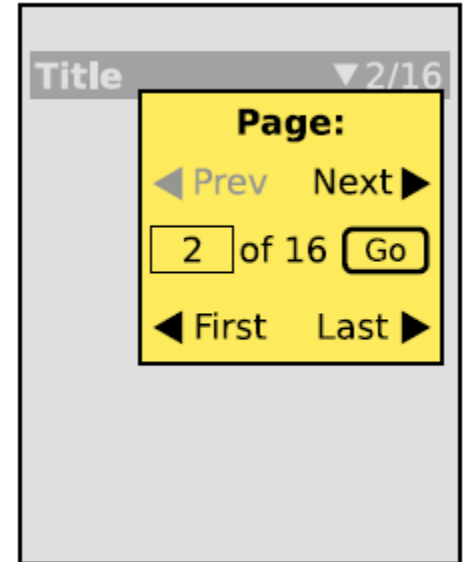 Title ▼2/16
Page:
◀ Prev Next ▶
2 of 16 Go
◀ First Last ▶